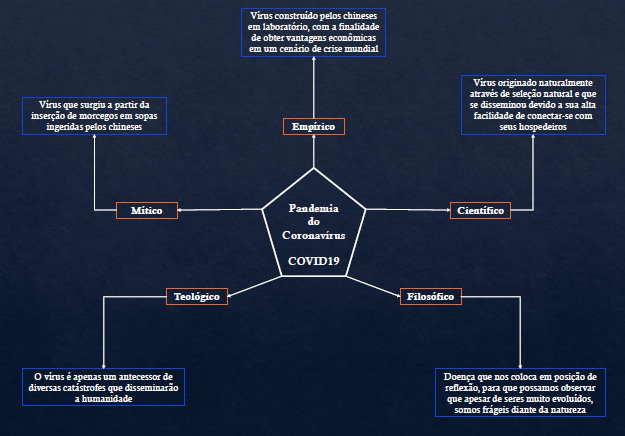 Vírus construído pelos chineses
em laboratório, com a finalidade
de obter vantagens econômicas
em um cenário de crise mundial
Vírus que surgiu a partir da
inserção de morcegos em sopas
ingeridas pelos chineses
Vírus originado naturalmente
através de seleção natural e que
se disseminou devido a sua alta
facilidade de conectar-se com
seus hospedeiros
Empírico
Mítico
Pandemia
do
Coronavírus
COVID19
Científico
Teológico
Filosófico
O vírus é apenas um antecessor de
diversas catástrofes que disseminarão
a humanidade
Doença que nos coloca em posição de
reflexão, para que possamos observar
que apesar de seres muito evoluídos,
somos frágeis diante da natureza